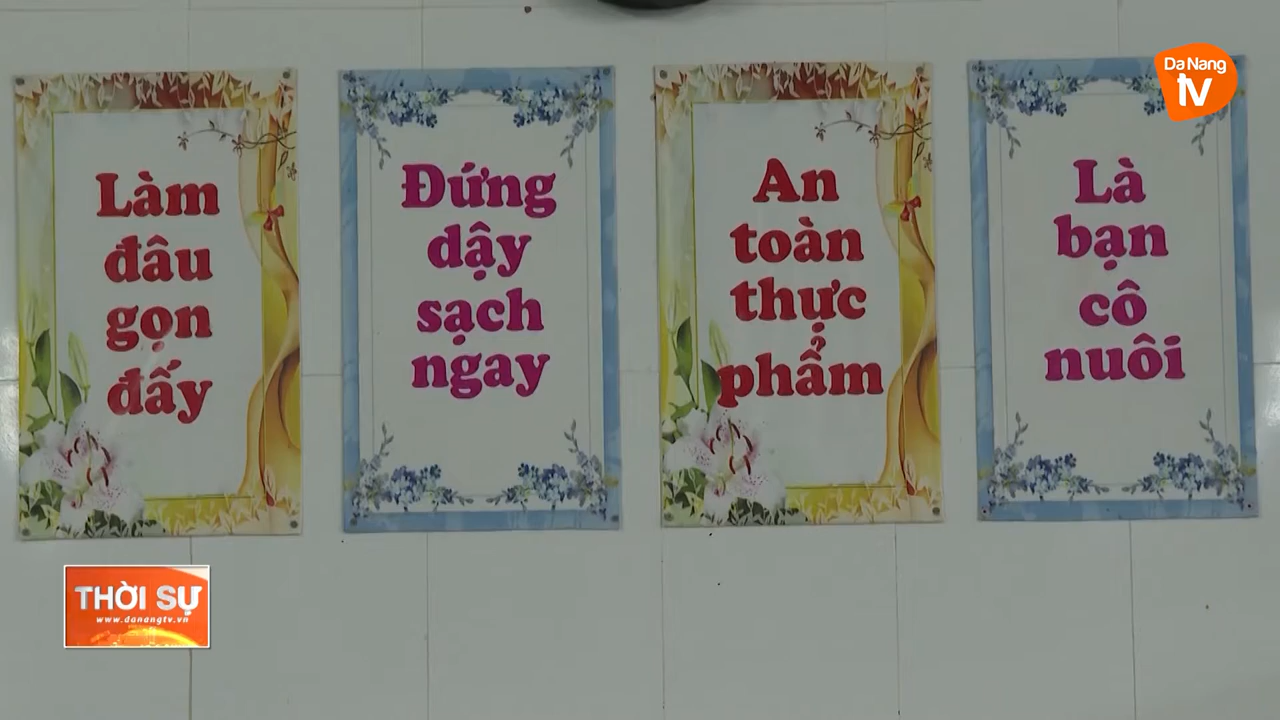 Làm
đâu
gọn
đấy
Đứng
dậy
sạch
ngay
An
toàn
thực
phẩm
Là
bạn
cô
nuôi
Da Nang
tv
THỜI SỰ
www.danangtv.vn